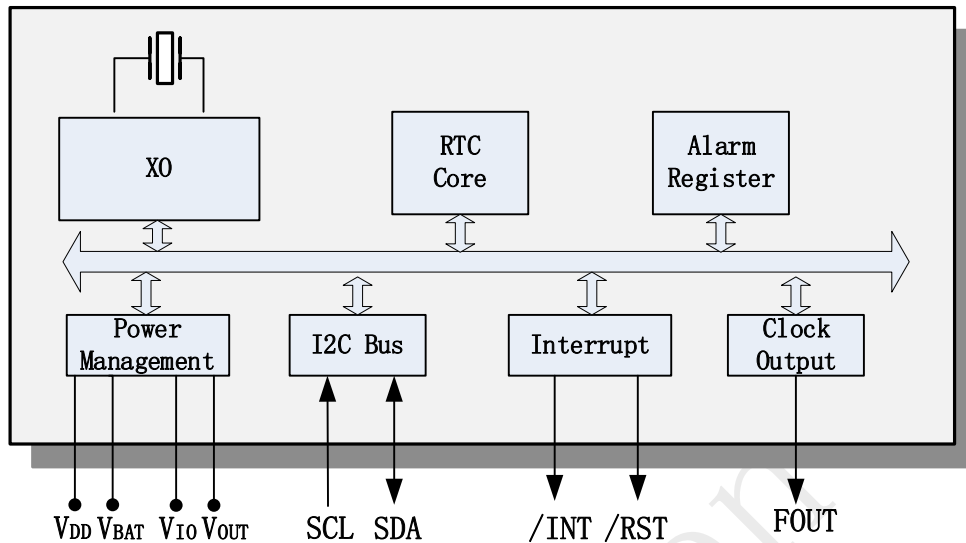 XO
RTC
Core
Alarm
Register
Power
Management
I2C Bus
Interrupt
Clock
Output
VDD VBAT VIO VOUT
SCL SDA
/INT /RST
FOUT